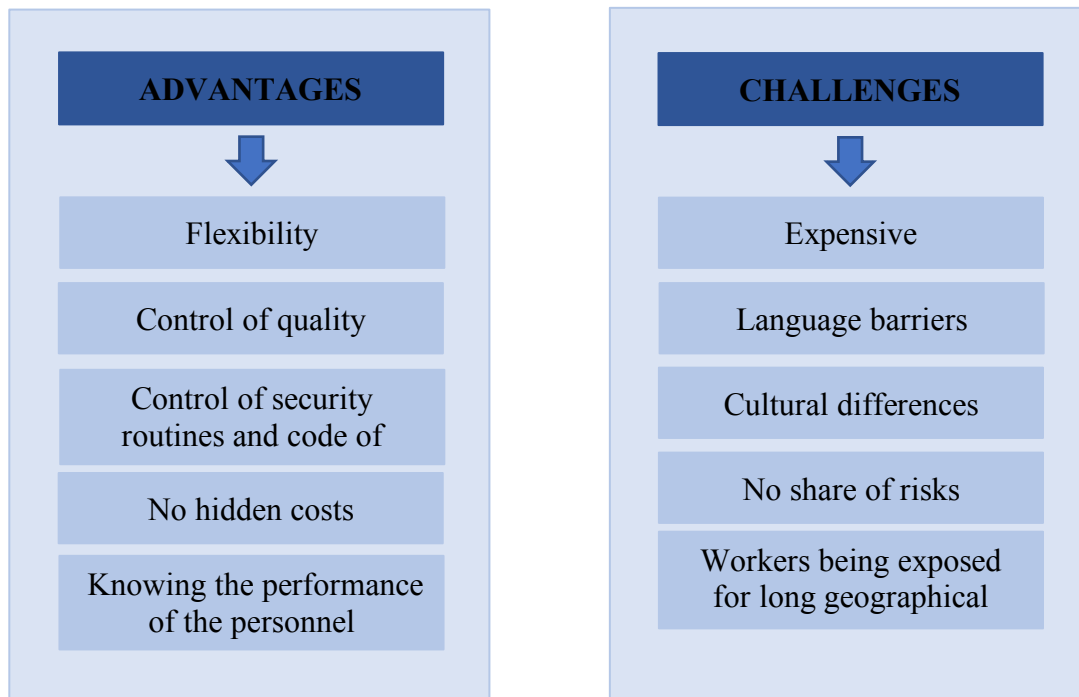 ADVANTAGES
Flexibility
Control of quality
Control of security
routines and code of
No hidden costs
Knowing the performance
of the personnel
CHALLENGES
Expensive
Language barriers
Cultural differences
No share of risks
Workers being exposed
for long geographical